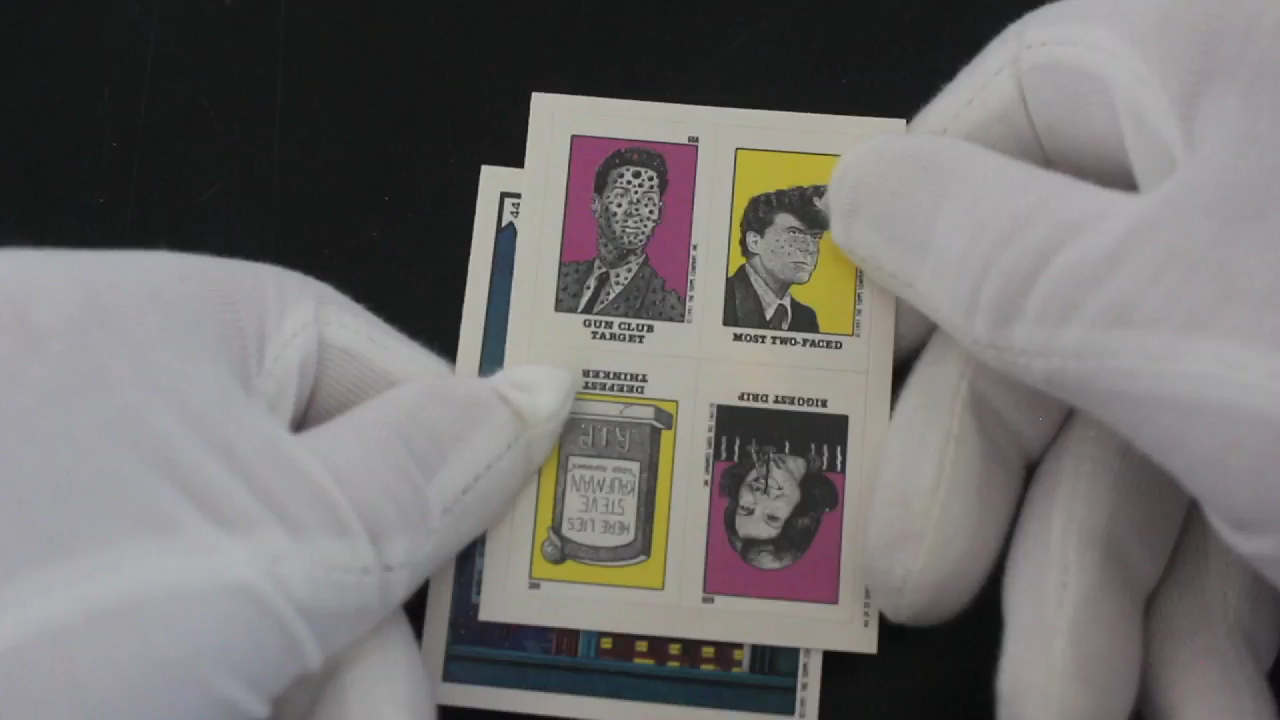 44
GUN CLUB
TARGET
MOST TWO-FACED
DEEPEST
THINKER
BIGGEST DRIP
R.I.P.
HERE LIES
STEVE
KAUFMAN